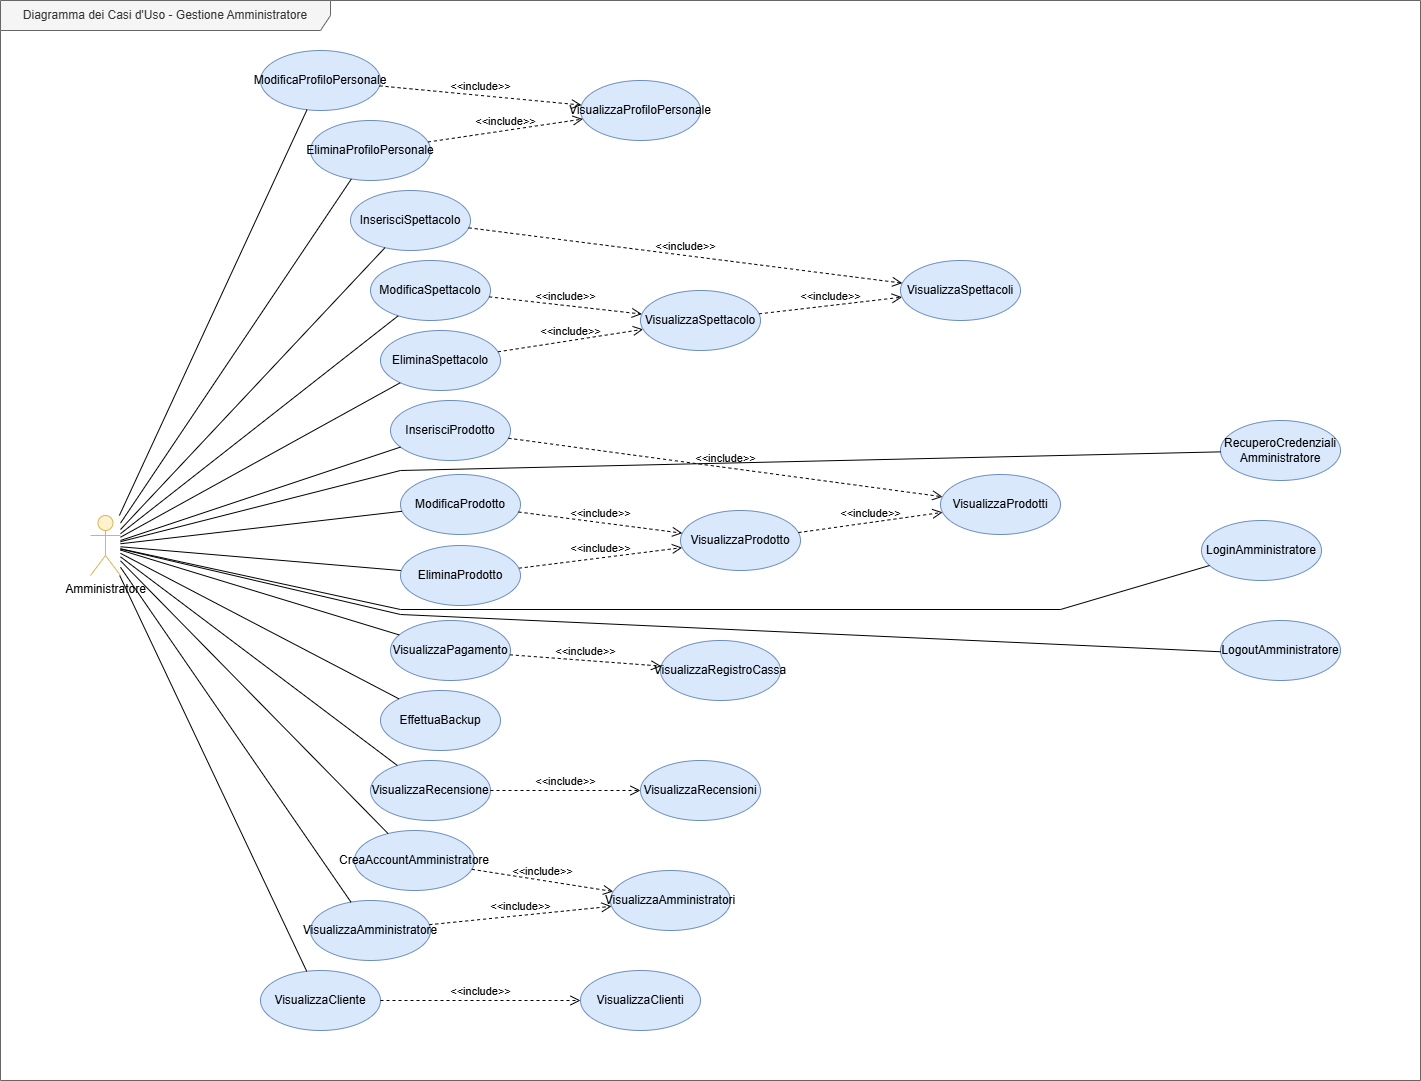 Diagramma dei Casi d'Uso - Gestione Amministratore
ModificaProfiloPersonale
<<include>>
VisualizzaProfiloPersonale
<<include>>
EliminaProfiloPersonale
InserisciSpettacolo
<<include>>
ModificaSpettacolo
<<include>>
<<include>>
VisualizzaSpettacoli
VisualizzaSpettacolo
<<include>>
EliminaSpettacolo
InserisciProdotto
<<include>>
RecuperoCredenziali
Amministratore
ModificaProdotto
<<include>>
<<include>>
VisualizzaProdotti
VisualizzaProdotto
<<include>>
EliminaProdotto
LoginAmministratore
Amministratore
VisualizzaPagamento
<<include>>
VisualizzaRegistroCassa
LogoutAmministratore
EffettuaBackup
VisualizzaRecensione
<<include>>
VisualizzaRecensioni
CreaAccountAmministratore
<<include>>
VisualizzaAmministratori
<<include>>
VisualizzaAmministratore
VisualizzaCliente
<<include>>
VisualizzaClienti